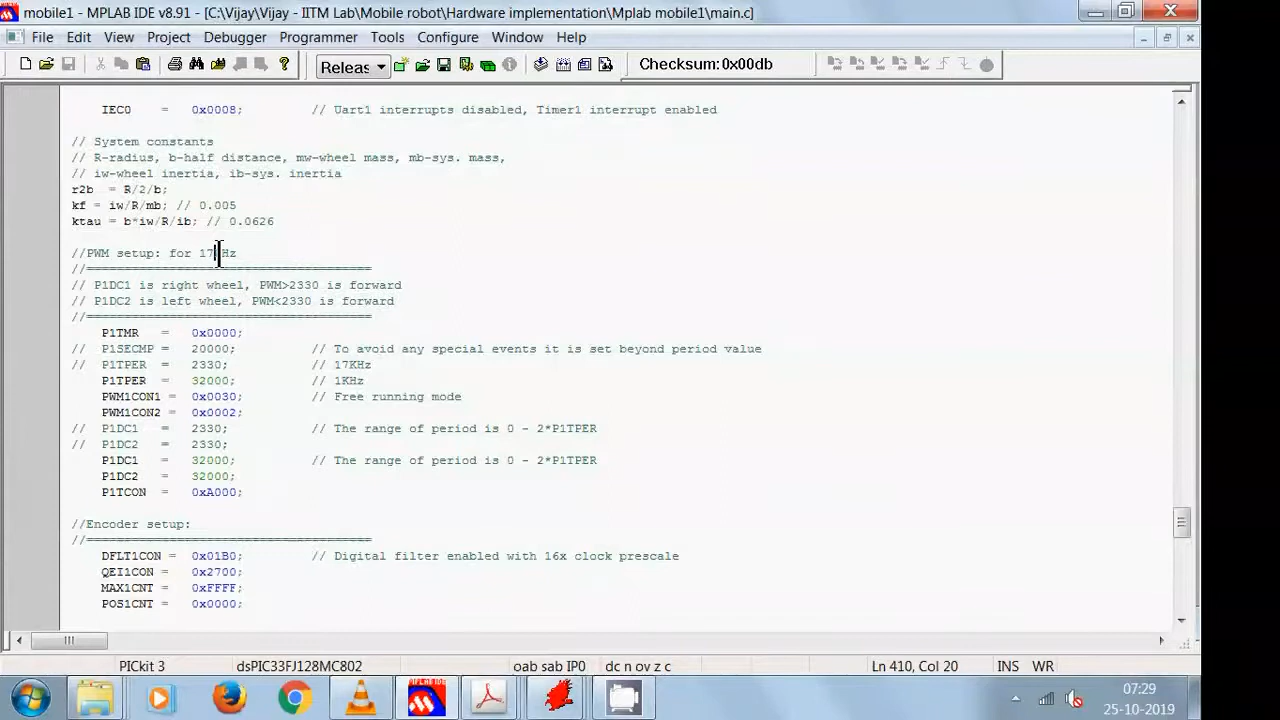 mobile1 - MPLAB IDE v8.91 - [C:\Vijay\Vijay - IITM Lab\Mobile robot\Hardware implementation\Mplab mobile1\main.c]
File Edit View Project Debugger Programmer Tools Configure Window Help
Releas Checksum: 0x00db
IEC0 = 0x0008; // Uart1 interrupts disabled, Timer1 interrupt enabled
// System constants
// R-radius, b-half distance, mw-wheel mass, mb-sys. mass,
// iw-wheel inertia, ib-sys. inertia
r2b = R/2/b;
kf = iw/R/mb; // 0.005
ktau = b*iw/R/ib; // 0.0626
//PWM setup: for 17KHz
//======================================
// P1DC1 is right wheel, PWM>2330 is forward
// P1DC2 is left wheel, PWM<2330 is forward
//======================================
P1TMR = 0x0000;
// P1SECMP = 20000; // To avoid any special events it is set beyond period value
// P1TPER = 2330; // 17KHz
P1TPER = 32000; // 1KHz
PWM1CON1 = 0x0030; // Free running mode
PWM1CON2 = 0x0002;
// P1DC1 = 2330; // The range of period is 0 - 2*P1TPER
// P1DC2 = 2330;
P1DC1 = 32000; // The range of period is 0 - 2*P1TPER
P1DC2 = 32000;
P1TCON = 0xA000;
//Encoder setup:
//======================================
DFLT1CON = 0x01B0; // Digital filter enabled with 16x clock prescale
QEI1CON = 0x2700;
MAX1CNT = 0xFFFF;
POS1CNT = 0x0000;
PICkit 3 dsPIC33FJ128MC802 oab sab IP0 dc n ov z c Ln 410, Col 20 INS WR
07:29
25-10-2019